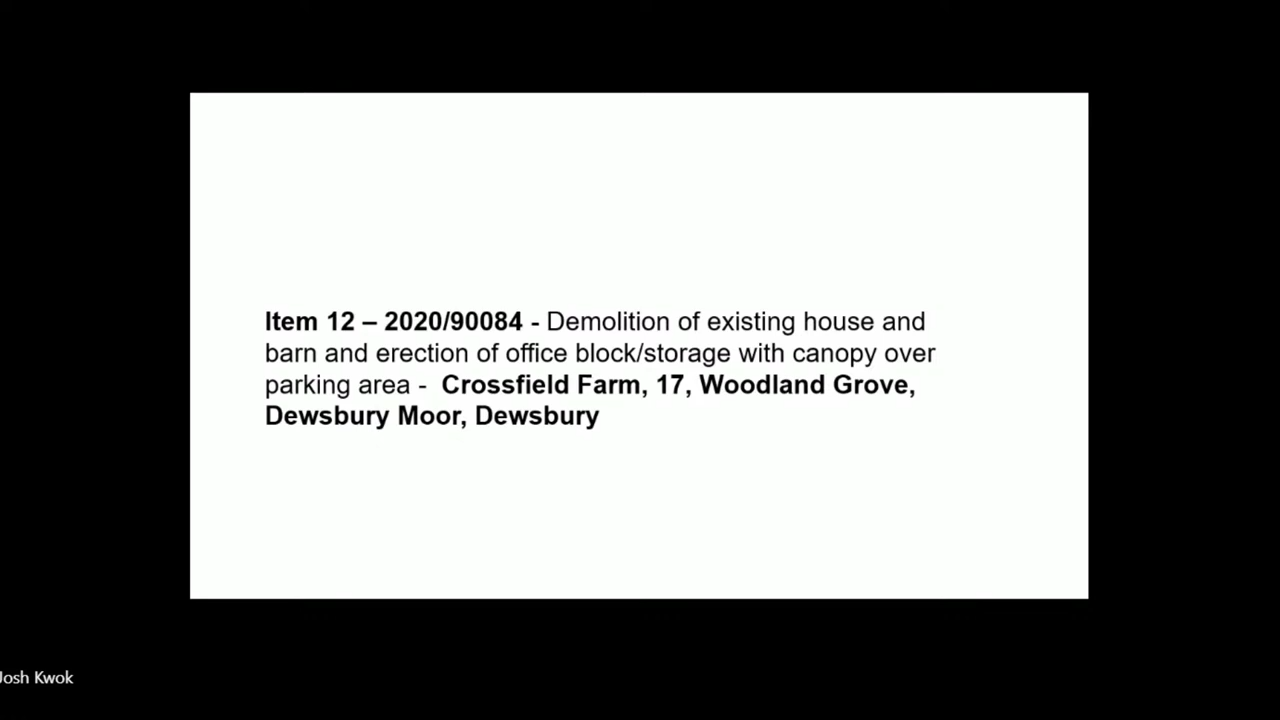 Item 12 – 2020/90084 - Demolition of existing house and
barn and erection of office block/storage with canopy over
parking area -  Crossfield Farm, 17, Woodland Grove,
Dewsbury Moor, Dewsbury
Josh Kwok